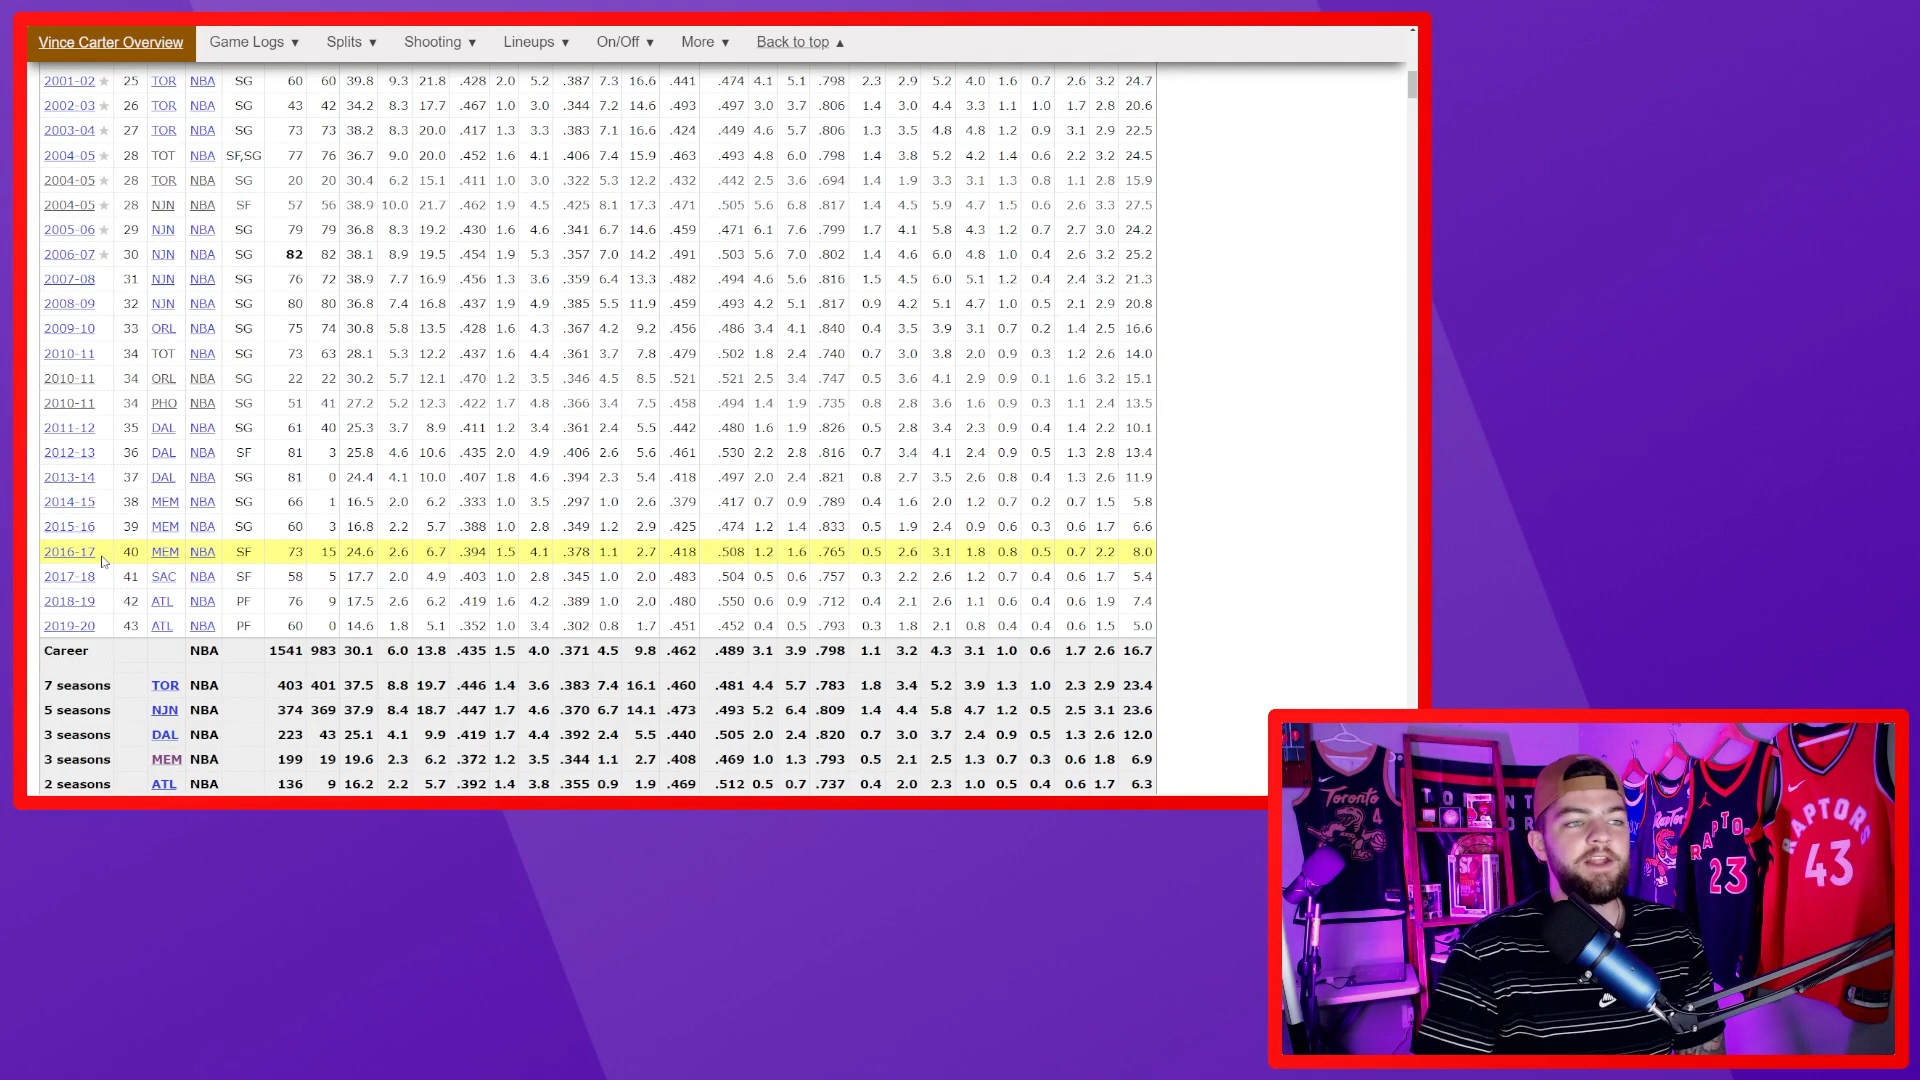 Vince Carter Overview Game Logs ▼ Splits ▼ Shooting ▼ Lineups ▼ On/Off ▼ More ▼ Back to top ▲
2001-02 ★ 25 TOR NBA SG 60 60 39.8 9.3 21.8 .428 2.0 5.2 .387 7.3 16.6 .441 .474 4.1 5.1 .798 2.3 2.9 5.2 4.0 1.6 0.7 2.6 3.2 24.7
2002-03 ★ 26 TOR NBA SG 43 42 34.2 8.3 17.7 .467 1.0 3.0 .344 7.2 14.6 .493 .497 3.0 3.7 .806 1.4 3.0 4.4 3.3 1.1 1.0 1.7 2.8 20.6
2003-04 ★ 27 TOR NBA SG 73 73 38.2 8.3 20.0 .417 1.3 3.3 .383 7.1 16.6 .424 .449 4.6 5.7 .806 1.3 3.5 4.8 4.8 1.2 0.9 3.1 2.9 22.5
2004-05 ★ 28 TOT NBA SF,SG 77 76 36.7 9.0 20.0 .452 1.6 4.1 .406 7.4 15.9 .463 .493 4.8 6.0 .798 1.4 3.8 5.2 4.2 1.4 0.6 2.2 3.2 24.5
2004-05 ★ 28 TOR NBA SG 20 20 30.4 6.2 15.1 .411 1.0 3.0 .322 5.3 12.2 .432 .442 2.5 3.6 .694 1.4 1.9 3.3 3.1 1.3 0.8 1.1 2.8 15.9
2004-05 ★ 28 NJN NBA SF 57 56 38.9 10.0 21.7 .462 1.9 4.5 .425 8.1 17.3 .471 .505 5.6 6.8 .817 1.4 4.5 5.9 4.7 1.5 0.6 2.6 3.3 27.5
2005-06 ★ 29 NJN NBA SG 79 79 36.8 8.3 19.2 .430 1.6 4.6 .341 6.7 14.6 .459 .471 6.1 7.6 .799 1.7 4.1 5.8 4.3 1.2 0.7 2.7 3.0 24.2
2006-07 ★ 30 NJN NBA SG 82 82 38.1 8.9 19.5 .454 1.9 5.3 .357 7.0 14.2 .491 .503 5.6 7.0 .802 1.4 4.6 6.0 4.8 1.0 0.4 2.6 3.2 25.2
2007-08 31 NJN NBA SG 76 72 38.9 7.7 16.9 .456 1.3 3.6 .359 6.4 13.3 .482 .494 4.6 5.6 .816 1.5 4.5 6.0 5.1 1.2 0.4 2.4 3.2 21.3
2008-09 32 NJN NBA SG 80 80 36.8 7.4 16.8 .437 1.9 4.9 .385 5.5 11.9 .459 .493 4.2 5.1 .817 0.9 4.2 5.1 4.7 1.0 0.5 2.1 2.9 20.8
2009-10 33 ORL NBA SG 75 74 30.8 5.8 13.5 .428 1.6 4.3 .367 4.2 9.2 .456 .486 3.4 4.1 .840 0.4 3.5 3.9 3.1 0.7 0.2 1.4 2.5 16.6
2010-11 34 TOT NBA SG 73 63 28.1 5.3 12.2 .437 1.6 4.4 .361 3.7 7.8 .479 .502 1.8 2.4 .740 0.7 3.0 3.8 2.0 0.9 0.3 1.2 2.6 14.0
2010-11 34 ORL NBA SG 22 22 30.2 5.7 12.1 .470 1.2 3.5 .346 4.5 8.5 .521 .521 2.5 3.4 .747 0.5 3.6 4.1 2.9 0.9 0.1 1.6 3.2 15.1
2010-11 34 PHO NBA SG 51 41 27.2 5.2 12.3 .422 1.7 4.8 .366 3.4 7.5 .458 .494 1.4 1.9 .735 0.8 2.8 3.6 1.6 0.9 0.3 1.1 2.4 13.5
2011-12 35 DAL NBA SG 61 40 25.3 3.7 8.9 .411 1.2 3.4 .361 2.4 5.5 .442 .480 1.6 1.9 .826 0.5 2.8 3.4 2.3 0.9 0.4 1.4 2.2 10.1
2012-13 36 DAL NBA SF 81 3 25.8 4.6 10.6 .435 2.0 4.9 .406 2.6 5.6 .461 .530 2.2 2.8 .816 0.7 3.4 4.1 2.4 0.9 0.5 1.3 2.8 13.4
2013-14 37 DAL NBA SG 81 0 24.4 4.1 10.0 .407 1.8 4.6 .394 2.3 5.4 .418 .497 2.0 2.4 .821 0.8 2.7 3.5 2.6 0.8 0.4 1.3 2.6 11.9
2014-15 38 MEM NBA SG 66 1 16.5 2.0 6.2 .333 1.0 3.5 .297 1.0 2.6 .379 .417 0.7 0.9 .789 0.4 1.6 2.0 1.2 0.7 0.2 0.7 1.5 5.8
2015-16 39 MEM NBA SG 60 3 16.8 2.2 5.7 .388 1.0 2.8 .349 1.2 2.9 .425 .474 1.2 1.4 .833 0.5 1.9 2.4 0.9 0.6 0.3 0.6 1.7 6.6
2016-17 40 MEM NBA SF 73 15 24.6 2.6 6.7 .394 1.5 4.1 .378 1.1 2.7 .418 .508 1.2 1.6 .765 0.5 2.6 3.1 1.8 0.8 0.5 0.7 2.2 8.0
2017-18 41 SAC NBA SF 58 5 17.7 2.0 4.9 .403 1.0 2.8 .345 1.0 2.0 .483 .504 0.5 0.6 .757 0.3 2.2 2.6 1.2 0.7 0.4 0.6 1.7 5.4
2018-19 42 ATL NBA PF 76 9 17.5 2.6 6.2 .419 1.6 4.2 .389 1.0 2.0 .480 .550 0.6 0.9 .712 0.4 2.1 2.6 1.1 0.6 0.4 0.6 1.9 7.4
2019-20 43 ATL NBA PF 60 0 14.6 1.8 5.1 .352 1.0 3.4 .302 0.8 1.7 .451 .452 0.4 0.5 .793 0.3 1.8 2.1 0.8 0.4 0.4 0.6 1.5 5.0
Career NBA 1541 983 30.1 6.0 13.8 .435 1.5 4.0 .371 4.5 9.8 .462 .489 3.1 3.9 .798 1.1 3.2 4.3 3.1 1.0 0.6 1.7 2.6 16.7
7 seasons TOR NBA 403 401 37.5 8.8 19.7 .446 1.4 3.6 .383 7.4 16.1 .460 .481 4.4 5.7 .783 1.8 3.4 5.2 3.9 1.3 1.0 2.3 2.9 23.4
5 seasons NJN NBA 374 369 37.9 8.4 18.7 .447 1.7 4.6 .370 6.7 14.1 .473 .493 5.2 6.4 .809 1.4 4.4 5.8 4.7 1.2 0.5 2.5 3.1 23.6
3 seasons DAL NBA 223 43 25.1 4.1 9.9 .419 1.7 4.4 .392 2.4 5.5 .440 .505 2.0 2.4 .820 0.7 3.0 3.7 2.4 0.9 0.5 1.3 2.6 12.0
3 seasons MEM NBA 199 19 19.6 2.3 6.2 .372 1.2 3.5 .344 1.1 2.7 .408 .469 1.0 1.3 .793 0.5 2.1 2.5 1.3 0.7 0.3 0.6 1.8 6.9
2 seasons ATL NBA 136 9 16.2 2.2 5.7 .392 1.4 3.8 .355 0.9 1.9 .469 .512 0.5 0.7 .737 0.4 2.0 2.3 1.0 0.5 0.4 0.6 1.7 6.3
Toronto
4
RAPTO
23
RAPTORS
43